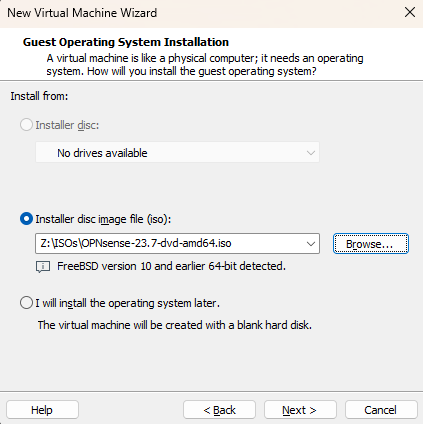 New Virtual Machine Wizard
Guest Operating System Installation
A virtual machine is like a physical computer; it needs an operating
system. How will you install the guest operating system?
Install from:
Installer disc:
No drives available
Installer disc image file (iso):
Z:\ISOs\OPNsense-23.7-dvd-amd64.iso
Browse...
FreeBSD version 10 and earlier 64-bit detected.
I will install the operating system later.
The virtual machine will be created with a blank hard disk.
Help
< Back
Next >
Cancel